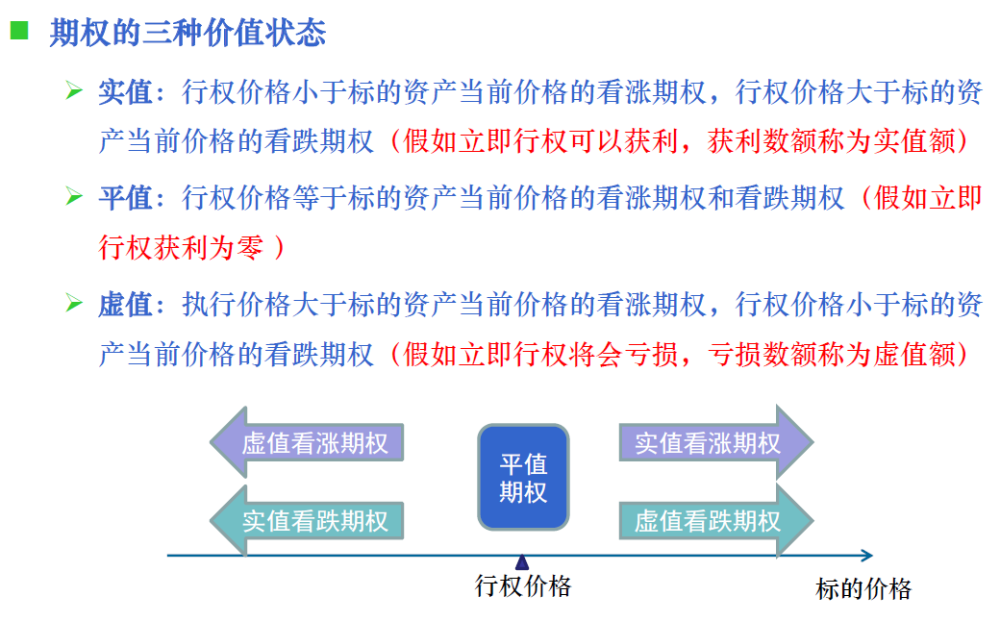 期权的三种价值状态
实值：行权价格小于标的资产当前价格的看涨期权，行权价格大于标的资
产当前价格的看跌期权（假如立即行权可以获利，获利数额称为实值额）
平值：行权价格等于标的资产当前价格的看涨期权和看跌期权（假如立即
行权获利为零 ）
虚值：执行价格大于标的资产当前价格的看涨期权，行权价格小于标的资
产当前价格的看跌期权（假如立即行权将会亏损，亏损数额称为虚值额）
虚值看涨期权
实值看涨期权
平值
期权
实值看跌期权
虚值看跌期权
行权价格
标的价格